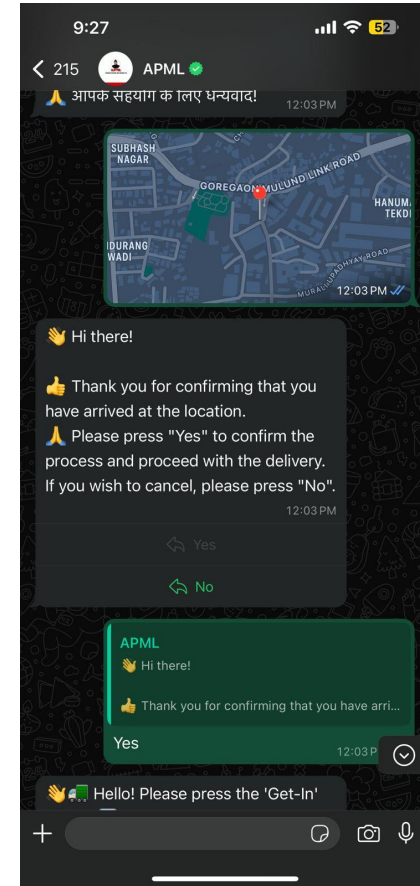 9:27
52
215
APML
🙏 आपके सहयोग के लिए धन्यवाद!
12:03 PM
SUBHASH
NAGAR
GOREGAON MULUND LINK ROAD
HANUM
TEKDI
DURANG
WADI
UPADHYAY ROAD
12:03 PM
👋 Hi there!
👍 Thank you for confirming that you
have arrived at the location.
🙏 Please press "Yes" to confirm the
process and proceed with the delivery.
If you wish to cancel, please press "No".
12:03 PM
Yes
No
APML
👋 Hi there!
👍 Thank you for confirming that you have arri...
Yes
12:03 P
👋🚛 Hello! Please press the 'Get-In'